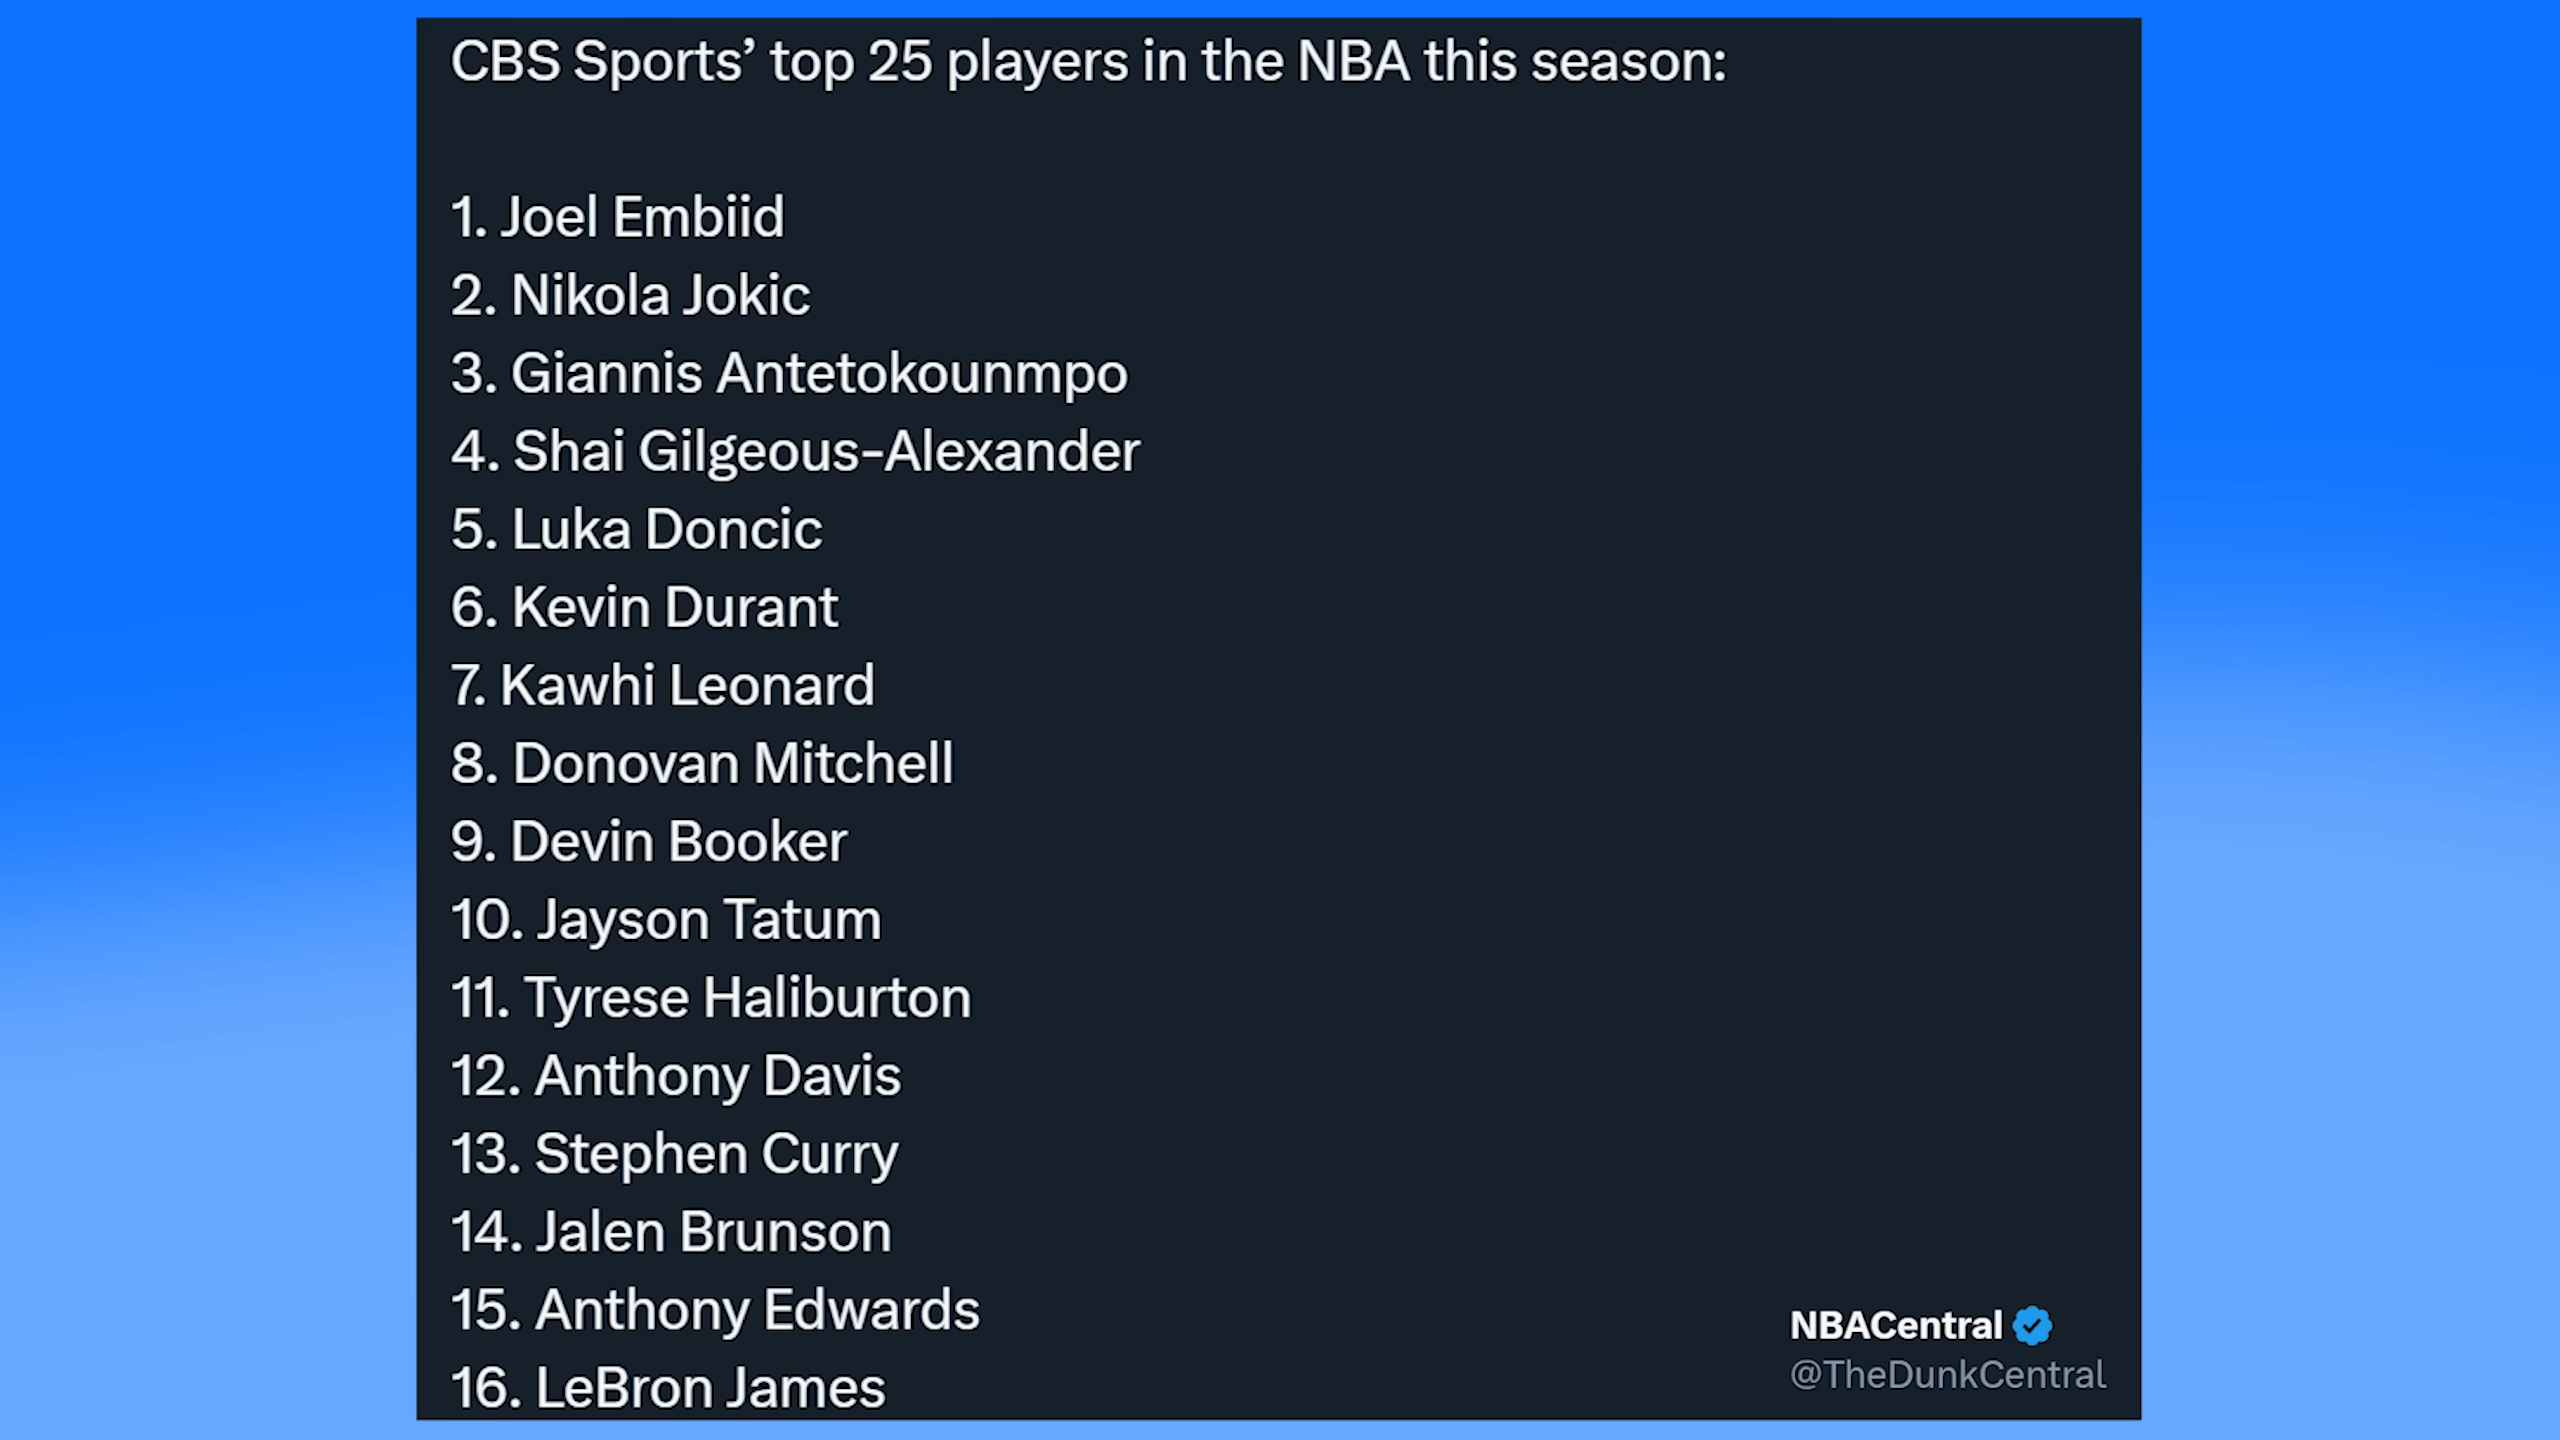 CBS Sports’ top 25 players in the NBA this season:
1. Joel Embiid
2. Nikola Jokic
3. Giannis Antetokounmpo
4. Shai Gilgeous-Alexander
5. Luka Doncic
6. Kevin Durant
7. Kawhi Leonard
8. Donovan Mitchell
9. Devin Booker
10. Jayson Tatum
11. Tyrese Haliburton
12. Anthony Davis
13. Stephen Curry
14. Jalen Brunson
15. Anthony Edwards
16. LeBron James
NBACentral
@TheDunkCentral